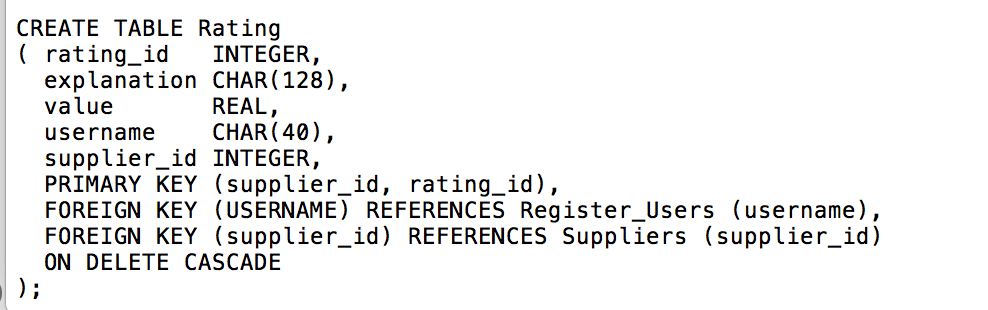 CREATE TABLE Rating
( rating_id   INTEGER,
  explanation CHAR(128),
  value       REAL,
  username    CHAR(40),
  supplier_id INTEGER,
  PRIMARY KEY (supplier_id, rating_id),
  FOREIGN KEY (USERNAME) REFERENCES Register_Users (username),
  FOREIGN KEY (supplier_id) REFERENCES Suppliers (supplier_id)
  ON DELETE CASCADE
);